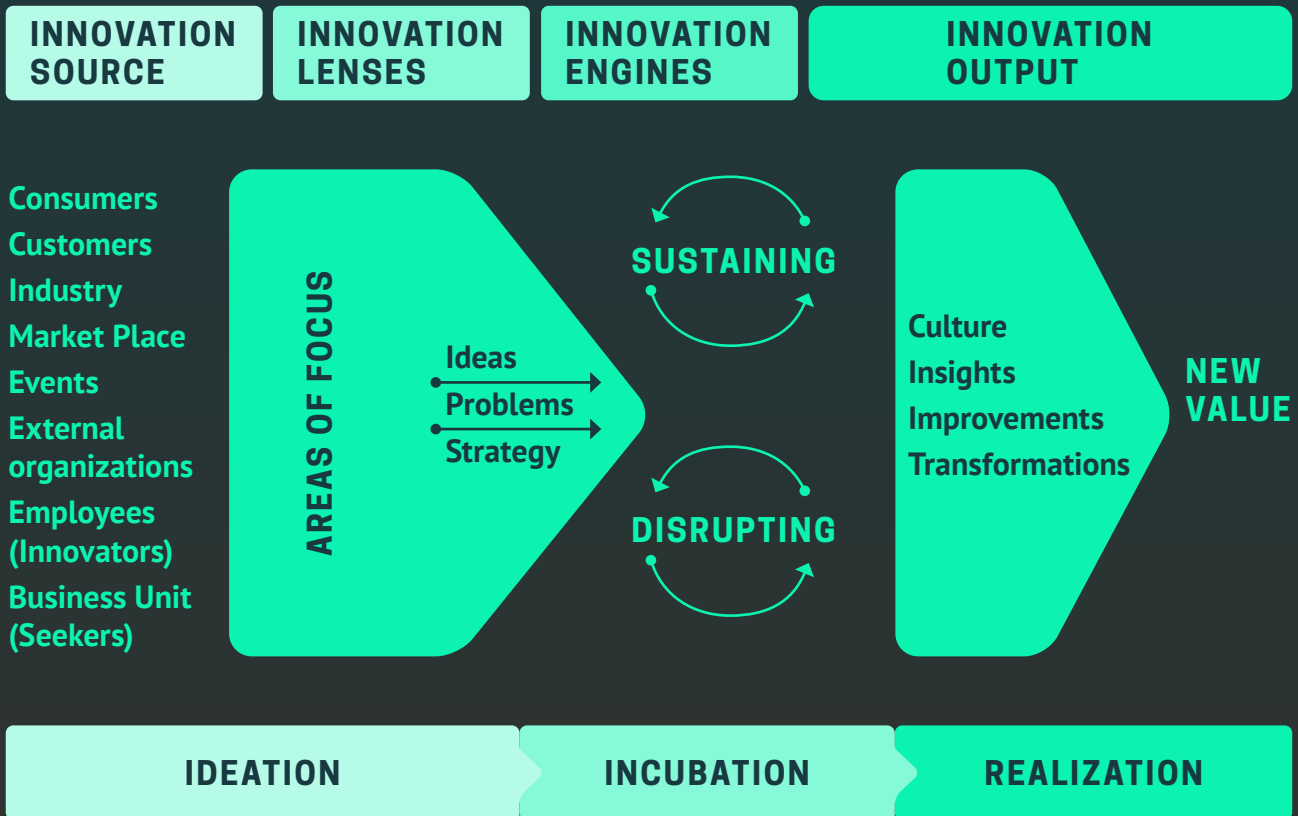 INNOVATION
SOURCE
INNOVATION
LENSES
INNOVATION
ENGINES
INNOVATION
OUTPUT
Consumers
Customers
Industry
Market Place
Events
External
organizations
Employees
(Innovators)
Business Unit
(Seekers)
AREAS OF FOCUS
Ideas
Problems
Strategy
SUSTAINING
DISRUPTING
Culture
Insights
Improvements
Transformations
NEW
VALUE
IDEATION
INCUBATION
REALIZATION